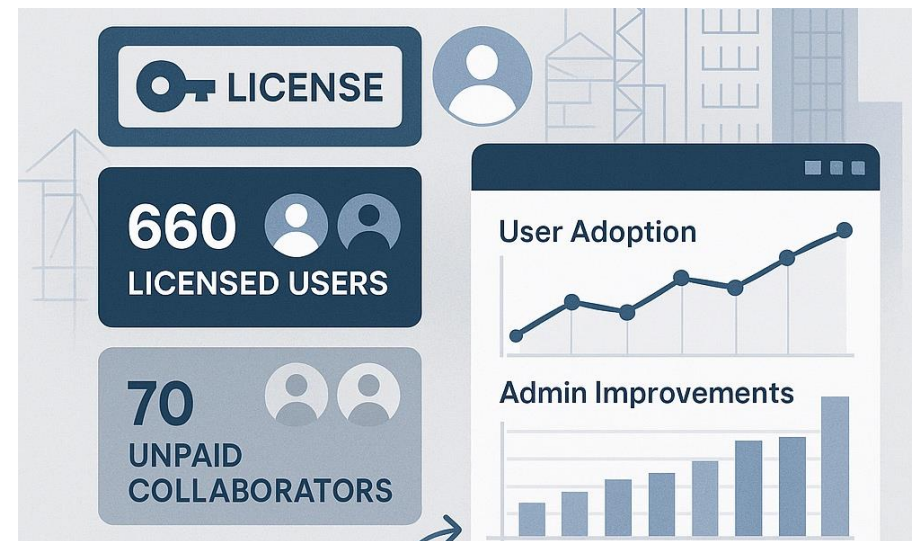 LICENSE
660
LICENSED USERS
70
UNPAID
COLLABORATORS
User Adoption
Admin Improvements